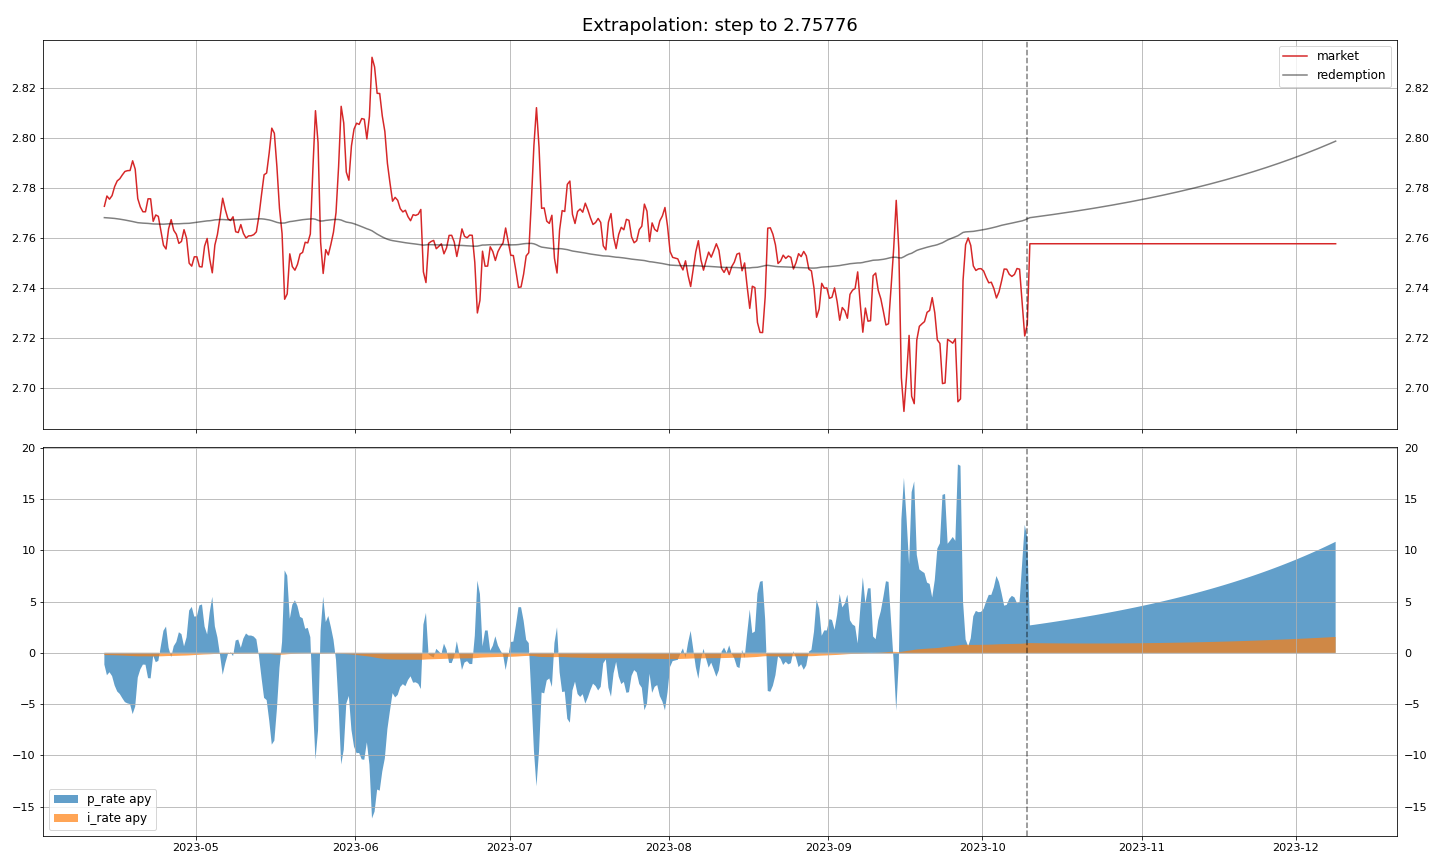 Extrapolation: step to 2.75776
market
redemption
2.82 2.82
2.80 2.80
2.78 2.78
2.76 2.76
2.74 2.74
2.72 2.72
2.70 2.70
20 20
15 15
10 10
5 5
0 0
−5 −5
−10 −10
−15 −15
p_rate apy
i_rate apy
2023-05 2023-06 2023-07 2023-08 2023-09 2023-10 2023-11 2023-12